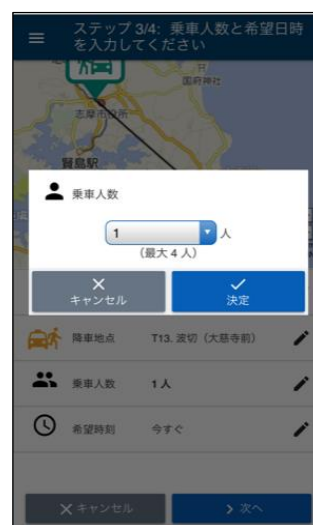 ステップ 3/4: 乗車人数と希望日時
を入力してください
国府神社
志摩市役所
賢島駅
乗車人数
1
人
(最大 4 人)
キャンセル
決定
降車地点 T13. 波切（大慈寺前）
乗車人数 1 人
希望時刻 今すぐ
キャンセル
次へ